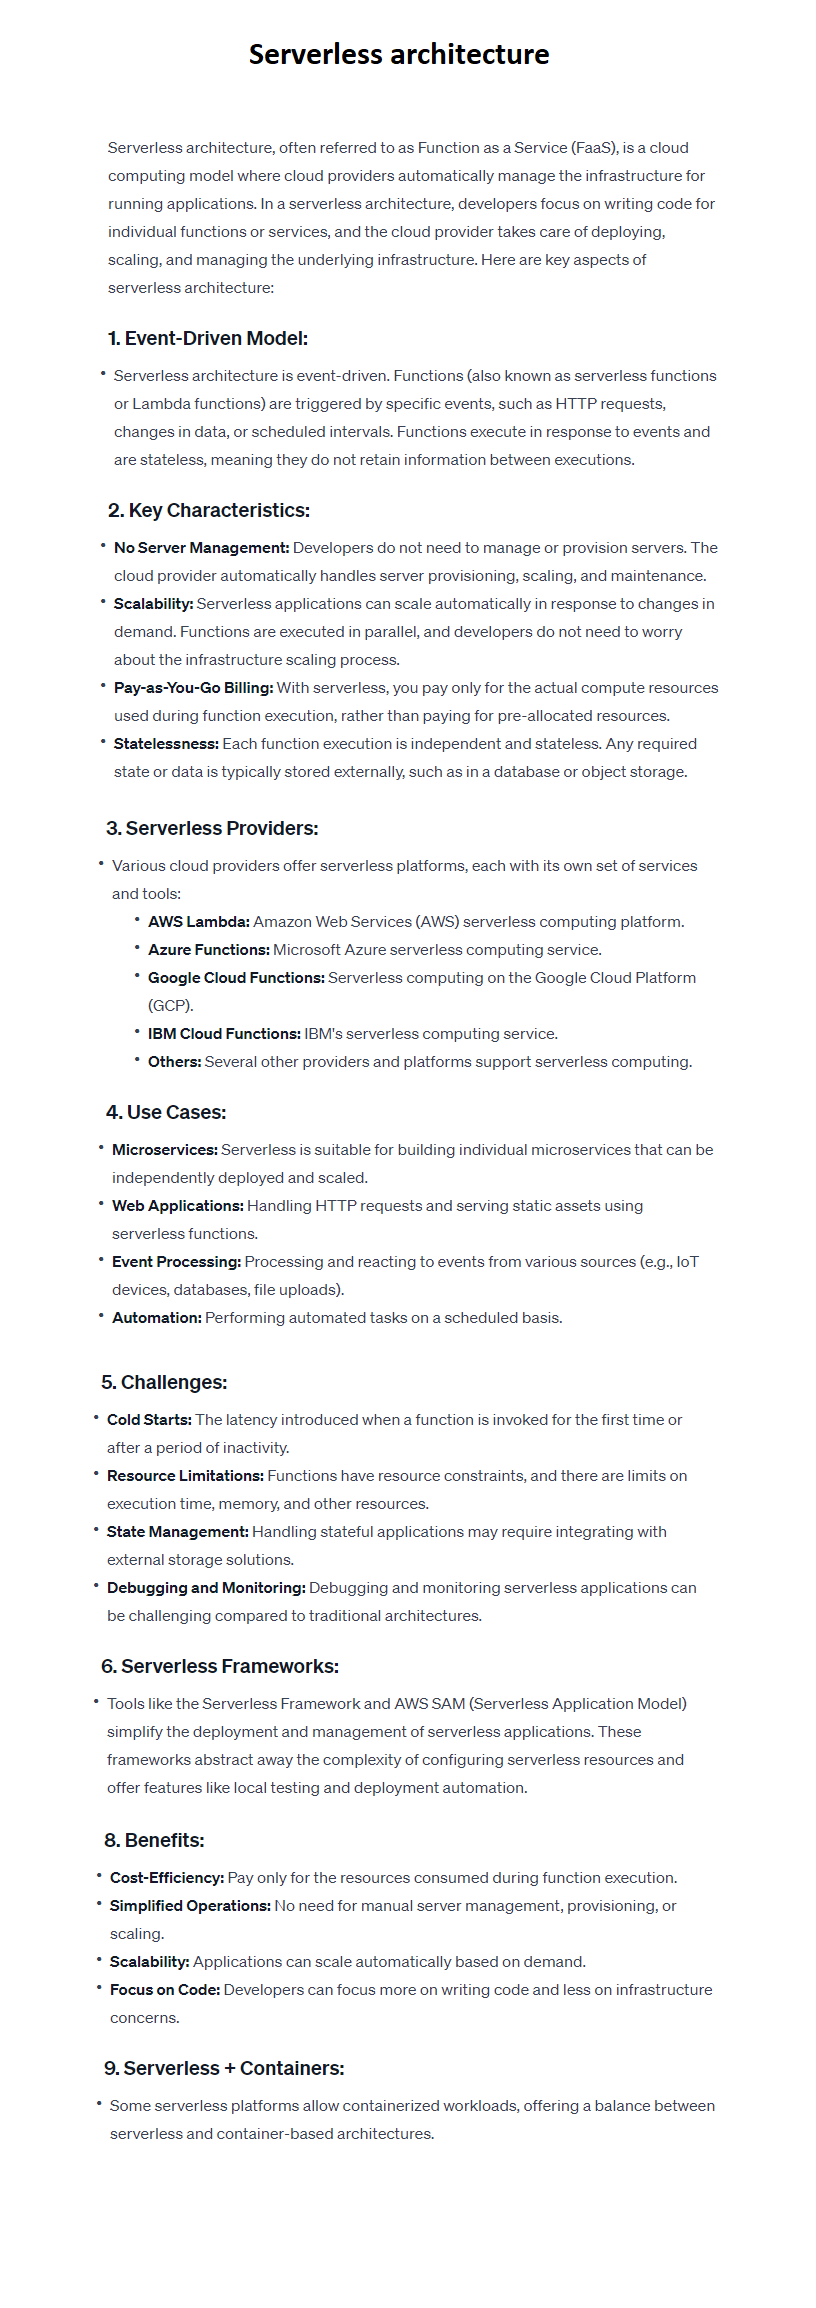 Serverless architecture
Serverless architecture, often referred to as Function as a Service (FaaS), is a cloud
computing model where cloud providers automatically manage the infrastructure for
running applications. In a serverless architecture, developers focus on writing code for
individual functions or services, and the cloud provider takes care of deploying,
scaling, and managing the underlying infrastructure. Here are key aspects of
serverless architecture:
1. Event-Driven Model:
• Serverless architecture is event-driven. Functions (also known as serverless functions
or Lambda functions) are triggered by specific events, such as HTTP requests,
changes in data, or scheduled intervals. Functions execute in response to events and
are stateless, meaning they do not retain information between executions.
2. Key Characteristics:
• No Server Management: Developers do not need to manage or provision servers. The
cloud provider automatically handles server provisioning, scaling, and maintenance.
• Scalability: Serverless applications can scale automatically in response to changes in
demand. Functions are executed in parallel, and developers do not need to worry
about the infrastructure scaling process.
• Pay-as-You-Go Billing: With serverless, you pay only for the actual compute resources
used during function execution, rather than paying for pre-allocated resources.
• Statelessness: Each function execution is independent and stateless. Any required
state or data is typically stored externally, such as in a database or object storage.
3. Serverless Providers:
• Various cloud providers offer serverless platforms, each with its own set of services
and tools:
• AWS Lambda: Amazon Web Services (AWS) serverless computing platform.
• Azure Functions: Microsoft Azure serverless computing service.
• Google Cloud Functions: Serverless computing on the Google Cloud Platform
(GCP).
• IBM Cloud Functions: IBM's serverless computing service.
• Others: Several other providers and platforms support serverless computing.
4. Use Cases:
• Microservices: Serverless is suitable for building individual microservices that can be
independently deployed and scaled.
• Web Applications: Handling HTTP requests and serving static assets using
serverless functions.
• Event Processing: Processing and reacting to events from various sources (e.g., IoT
devices, databases, file uploads).
• Automation: Performing automated tasks on a scheduled basis.
5. Challenges:
• Cold Starts: The latency introduced when a function is invoked for the first time or
after a period of inactivity.
• Resource Limitations: Functions have resource constraints, and there are limits on
execution time, memory, and other resources.
• State Management: Handling stateful applications may require integrating with
external storage solutions.
• Debugging and Monitoring: Debugging and monitoring serverless applications can
be challenging compared to traditional architectures.
6. Serverless Frameworks:
• Tools like the Serverless Framework and AWS SAM (Serverless Application Model)
simplify the deployment and management of serverless applications. These
frameworks abstract away the complexity of configuring serverless resources and
offer features like local testing and deployment automation.
8. Benefits:
• Cost-Efficiency: Pay only for the resources consumed during function execution.
• Simplified Operations: No need for manual server management, provisioning, or
scaling.
• Scalability: Applications can scale automatically based on demand.
• Focus on Code: Developers can focus more on writing code and less on infrastructure
concerns.
9. Serverless + Containers:
• Some serverless platforms allow containerized workloads, offering a balance between
serverless and container-based architectures.